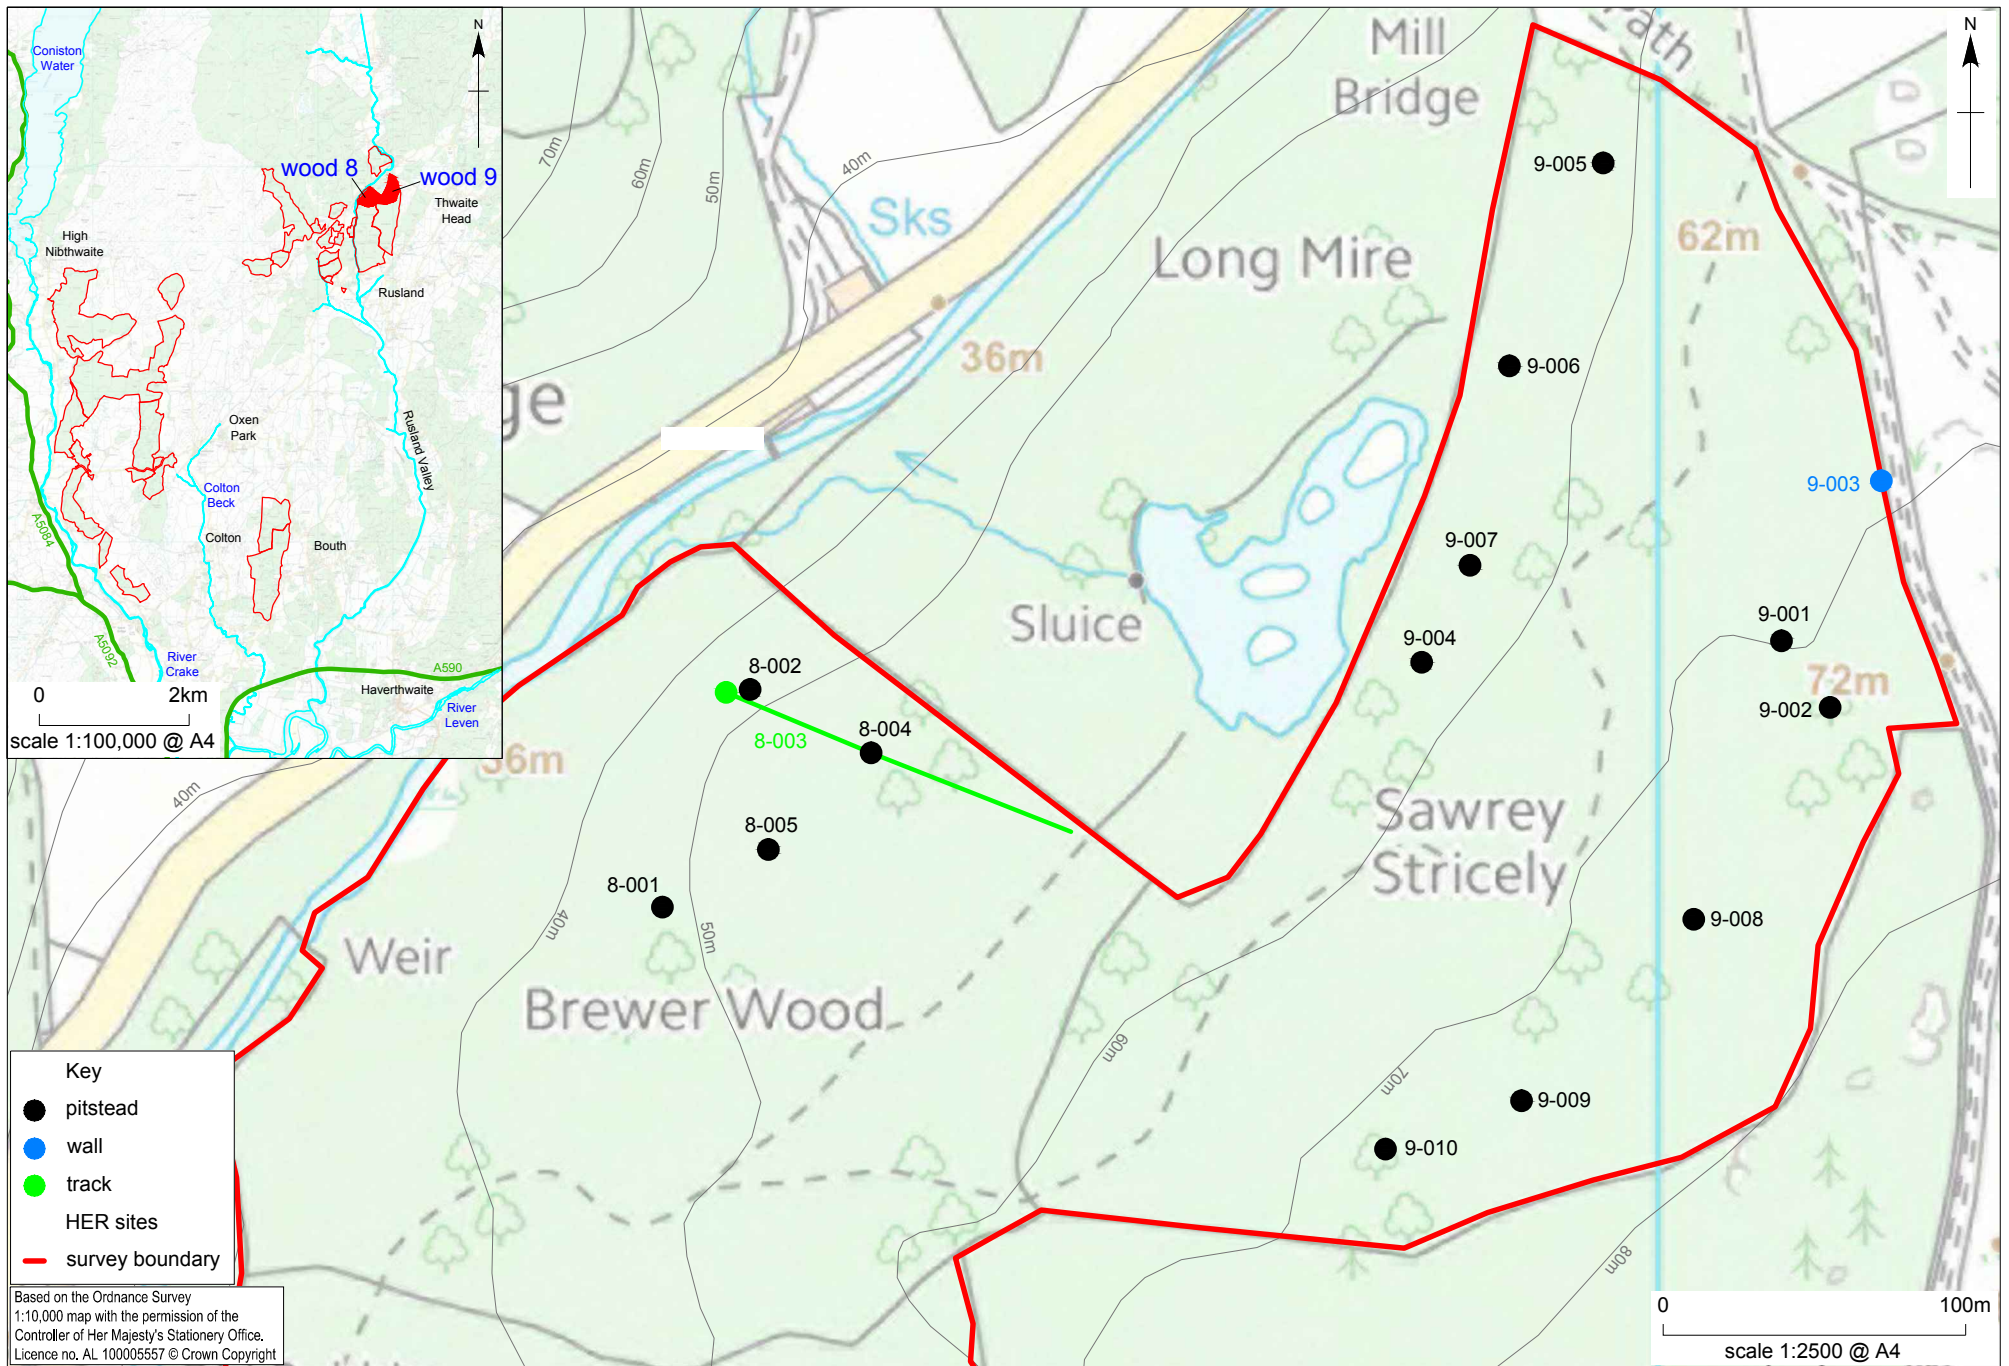 Coniston
Water
N
wood 8
wood 9
Thwaite
Head
High
Nibthwaite
Rusland
Oxen
Park
Rusland Valley
Colton
Beck
Colton
Bouth
A5084
A5092
River
Crake
A590
Haverthwaite
River
Leven
0 2km
scale 1:100,000 @ A4
N
Path
Mill
Bridge
70m
60m
50m
40m
Sks
Long Mire
62m
36m
ge
9-005
9-006
9-003
9-007
9-001
9-004
72m
9-002
Sluice
8-002
8-003
8-004
36m
40m
8-005
8-001
Sawrey
Stricely
9-008
40m
50m
Weir
Brewer Wood
60m
70m
9-009
9-010
80m
Key
pitstead
wall
track
HER sites
survey boundary
Based on the Ordnance Survey
1:10,000 map with the permission of the
Controller of Her Majesty's Stationery Office.
Licence no. AL 100005557 © Crown Copyright
0 100m
scale 1:2500 @ A4